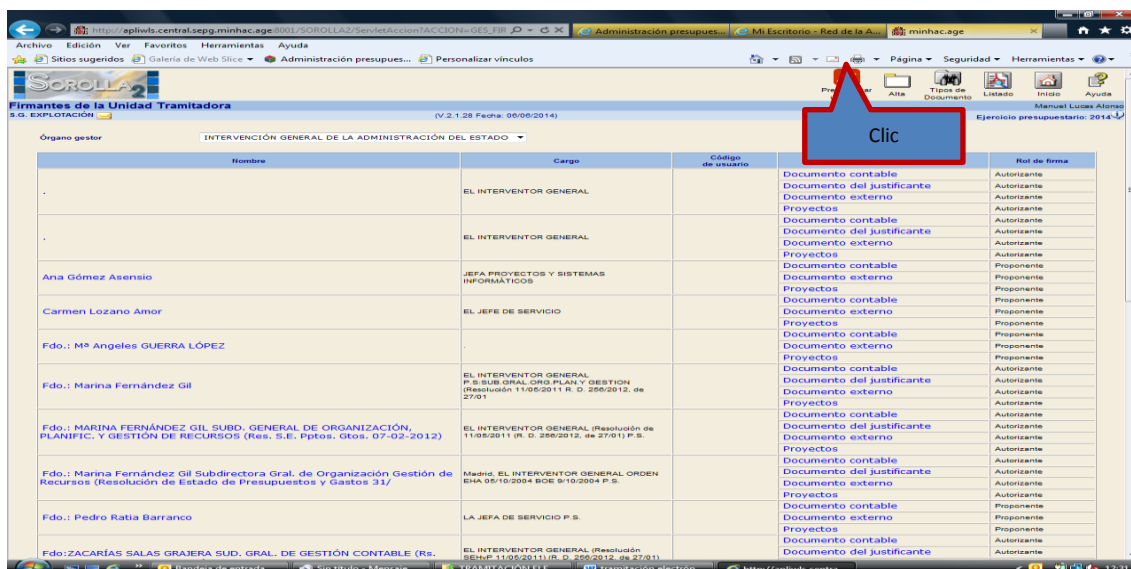 http://apliwls.central.sepg.minhac.age:8001/SOROLLA2/ServletAccion?ACCION=GES_FIR
Administración presupues...
Mi Escritorio - Red de la A...
minhac.age
Archivo Edición Ver Favoritos Herramientas Ayuda
Sitios sugeridos Galería de Web Slice Administración presupues... Personalizar vínculos
Página Seguridad Herramientas
SOROLLA2
Alta
Tipos de Documento
Listado
Inicio
Ayuda
Firmantes de la Unidad Tramitadora
Manuel Lucas Alonso
S.G. EXPLOTACIÓN
(V.2.1.28 Fecha: 06/06/2014)
Ejercicio presupuestario: 2014
Clic
Órgano gestor INTERVENCIÓN GENERAL DE LA ADMINISTRACIÓN DEL ESTADO
Nombre Cargo Código de usuario Rol de firma
. EL INTERVENTOR GENERAL
Documento contable Autorizante
Documento del justificante Autorizante
Documento externo Autorizante
Proyectos Autorizante
. EL INTERVENTOR GENERAL
Documento contable Autorizante
Documento del justificante Autorizante
Documento externo Autorizante
Proyectos Autorizante
Ana Gómez Asensio
JEFA PROYECTOS Y SISTEMAS
INFORMÁTICOS
Documento contable Proponente
Documento externo Proponente
Proyectos Proponente
Carmen Lozano Amor
EL JEFE DE SERVICIO
Documento contable Proponente
Documento externo Proponente
Proyectos Proponente
Fdo.: Mª Angeles GUERRA LÓPEZ
.
Documento contable Proponente
Documento externo Proponente
Proyectos Proponente
Fdo.: Marina Fernández Gil
EL INTERVENTOR GENERAL
P.S:SUB.GRAL.ORG.PLAN.Y GESTION
(Resolución 11/05/2011 R. D. 256/2012, de
27/01
Documento contable Autorizante
Documento del justificante Autorizante
Documento externo Autorizante
Proyectos Autorizante
Fdo.: MARINA FERNÁNDEZ GIL SUBD. GENERAL DE ORGANIZACIÓN,
PLANIFIC. Y GESTIÓN DE RECURSOS (Res. S.E. Pptos. Gtos. 07-02-2012)
EL INTERVENTOR GENERAL (Resolución de
11/05/2011 (R. D. 256/2012, de 27/01) P.S.
Documento contable Autorizante
Documento del justificante Autorizante
Documento externo Autorizante
Proyectos Autorizante
Fdo.: Marina Fernández Gil Subdirectora Gral. de Organización Gestión de
Recursos (Resolución de Estado de Presupuestos y Gastos 31/
Madrid, EL INTERVENTOR GENERAL ORDEN
EHA 05/10/2004 BOE 9/10/2004 P.S.
Documento contable Autorizante
Documento del justificante Autorizante
Documento externo Autorizante
Proyectos Autorizante
Fdo.: Pedro Ratia Barranco
LA JEFA DE SERVICIO P.S.
Documento contable Proponente
Documento externo Proponente
Proyectos Proponente
Fdo:ZACARÍAS SALAS GRAJERA SUD. GRAL. DE GESTIÓN CONTABLE (Rs.
EL INTERVENTOR GENERAL (Resolución
SEHyP 11/05/2011) (R. D. 256/2012, de 27/01)
Documento contable Autorizante
Documento del justificante Autorizante
Bandeja de entrada
Sin título - Mensaje
TRAMITACIÓN ELE
tramitación electrón
http://apliwls.centra
17:31